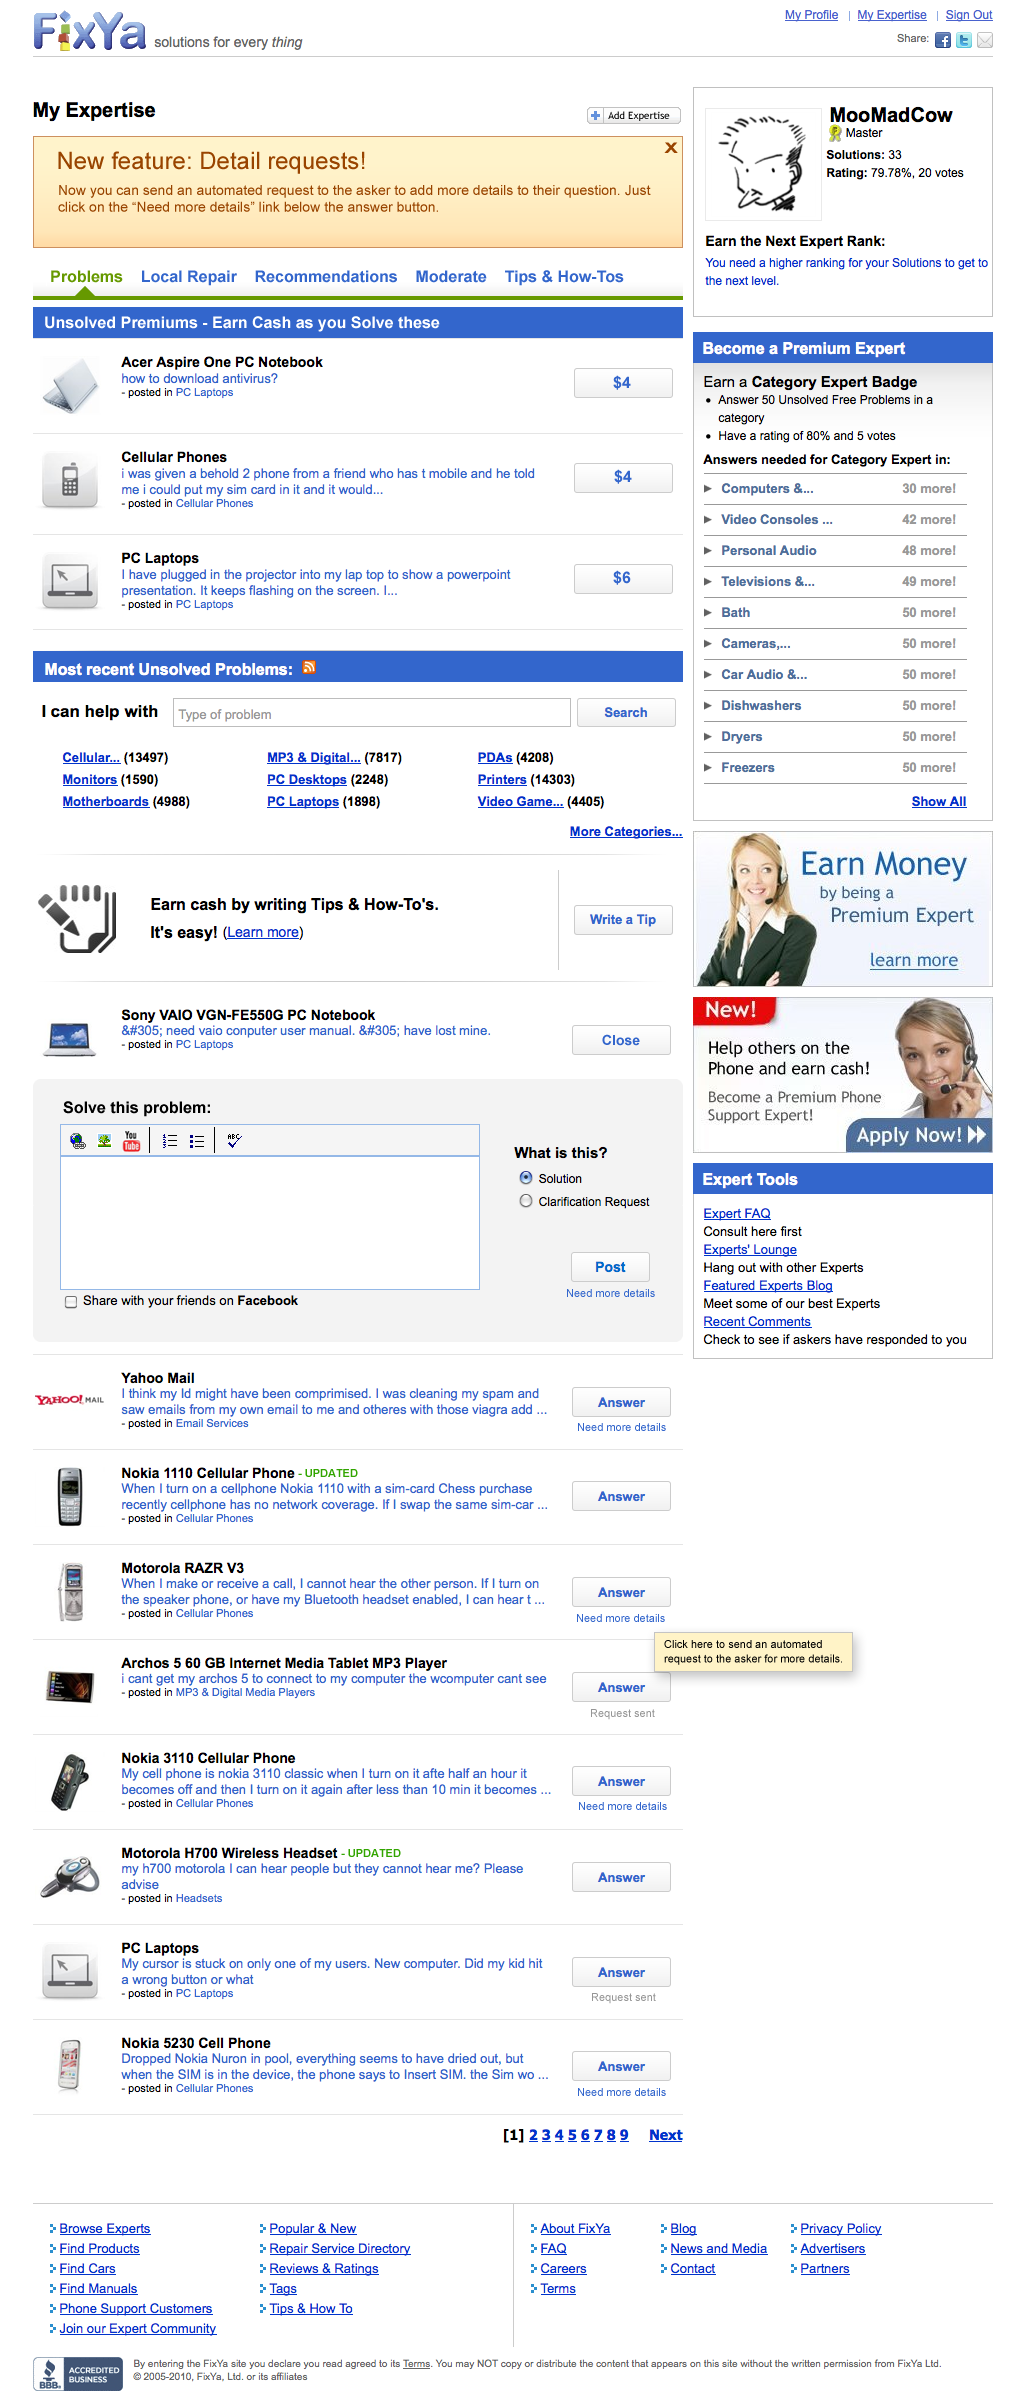 FixYa solutions for every thing
My Profile | My Expertise | Sign Out
Share:
My Expertise
Add Expertise
New feature: Detail requests!
X
Now you can send an automated request to the asker to add more details to their question. Just
click on the “Need more details” link below the answer button.
Problems Local Repair Recommendations Moderate Tips & How-Tos
Unsolved Premiums - Earn Cash as you Solve these
Acer Aspire One PC Notebook
how to download antivirus?
- posted in PC Laptops
$4
Cellular Phones
i was given a behold 2 phone from a friend who has t mobile and he told
me i could put my sim card in it and it would...
- posted in Cellular Phones
$4
PC Laptops
I have plugged in the projector into my lap top to show a powerpoint
presentation. It keeps flashing on the screen. I...
- posted in PC Laptops
$6
Most recent Unsolved Problems:
I can help with
Type of problem
Search
Cellular... (13497) MP3 & Digital... (7817) PDAs (4208)
Monitors (1590) PC Desktops (2248) Printers (14303)
Motherboards (4988) PC Laptops (1898) Video Game... (4405)
More Categories...
Earn cash by writing Tips & How-To's.
It's easy! (Learn more)
Write a Tip
Sony VAIO VGN-FE550G PC Notebook
&#305; need vaio conputer user manual. &#305; have lost mine.
- posted in PC Laptops
Close
Solve this problem:
You
Tube
ABC
What is this?
Solution
Clarification Request
Post
Need more details
Share with your friends on Facebook
YAHOO! MAIL
Yahoo Mail
I think my Id might have been comprimised. I was cleaning my spam and
saw emails from my own email to me and otheres with those viagra add ...
- posted in Email Services
Answer
Need more details
Nokia 1110 Cellular Phone - UPDATED
When I turn on a cellphone Nokia 1110 with a sim-card Chess purchase
recently cellphone has no network coverage. If I swap the same sim-car ...
- posted in Cellular Phones
Answer
Motorola RAZR V3
When I make or receive a call, I cannot hear the other person. If I turn on
the speaker phone, or have my Bluetooth headset enabled, I can hear t ...
- posted in Cellular Phones
Answer
Need more details
Click here to send an automated
request to the asker for more details.
Archos 5 60 GB Internet Media Tablet MP3 Player
i cant get my archos 5 to connect to my computer the wcomputer cant see
- posted in MP3 & Digital Media Players
Answer
Request sent
Nokia 3110 Cellular Phone
My cell phone is nokia 3110 classic when I turn on it afte half an hour it
becomes off and then I turn on it again after less than 10 min it becomes ...
- posted in Cellular Phones
Answer
Need more details
Motorola H700 Wireless Headset - UPDATED
my h700 motorola I can hear people but they cannot hear me? Please
advise
- posted in Headsets
Answer
PC Laptops
My cursor is stuck on only one of my users. New computer. Did my kid hit
a wrong button or what
- posted in PC Laptops
Answer
Request sent
Nokia 5230 Cell Phone
Dropped Nokia Nuron in pool, everything seems to have dried out, but
when the SIM is in the device, the phone says to Insert SIM. the Sim wo ...
- posted in Cellular Phones
Answer
Need more details
[1] 2 3 4 5 6 7 8 9 Next
MooMadCow
Master
Solutions: 33
Rating: 79.78%, 20 votes
Earn the Next Expert Rank:
You need a higher ranking for your Solutions to get to
the next level.
Become a Premium Expert
Earn a Category Expert Badge
• Answer 50 Unsolved Free Problems in a
category
• Have a rating of 80% and 5 votes
Answers needed for Category Expert in:
Computers &... 30 more!
Video Consoles ... 42 more!
Personal Audio 48 more!
Televisions &... 49 more!
Bath 50 more!
Cameras,... 50 more!
Car Audio &... 50 more!
Dishwashers 50 more!
Dryers 50 more!
Freezers 50 more!
Show All
Earn Money
by being a
Premium Expert
learn more
New!
Help others on the
Phone and earn cash!
Become a Premium Phone
Support Expert!
Apply Now!
Expert Tools
Expert FAQ
Consult here first
Experts' Lounge
Hang out with other Experts
Featured Experts Blog
Meet some of our best Experts
Recent Comments
Check to see if askers have responded to you
Browse Experts Popular & New About FixYa Blog Privacy Policy
Find Products Repair Service Directory FAQ News and Media Advertisers
Find Cars Reviews & Ratings Careers Contact Partners
Find Manuals Tags Terms
Phone Support Customers Tips & How To
Join our Expert Community
BBB. ACCREDITED
BUSINESS
By entering the FixYa site you declare you read agreed to its Terms. You may NOT copy or distribute the content that appears on this site without the written permission from FixYa Ltd.
© 2005-2010, FixYa, Ltd. or its affiliates